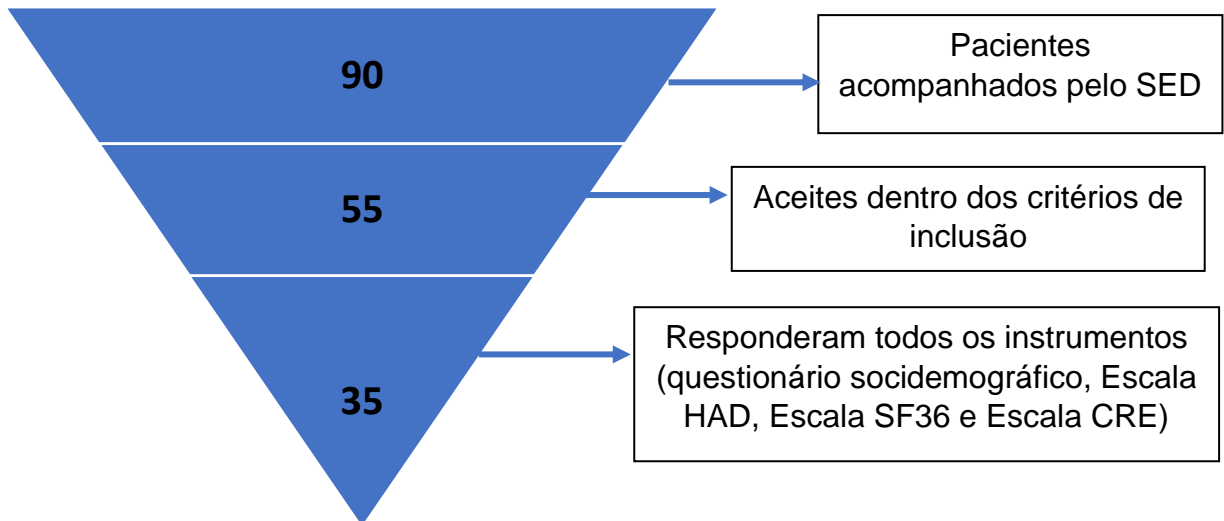 90
Pacientes
acompanhados pelo SED
55
Aceites dentro dos critérios de
inclusão
35
Responderam todos os instrumentos
(questionário socidemográfico, Escala
HAD, Escala SF36 e Escala CRE)